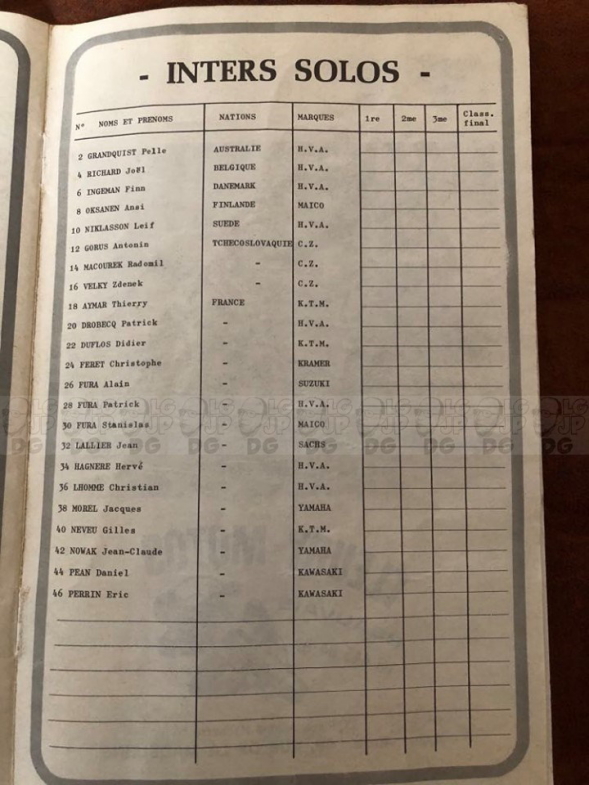 - INTERS SOLOS -
N° NOMS ET PRENOMS NATIONS MARQUES 1re 2me 3me Class. final
2 GRANDQUIST Pelle AUSTRALIE H.V.A.
4 RICHARD Joël BELGIQUE H.V.A.
6 INGEMAN Finn DANEMARK H.V.A.
8 OKSANEN Ansi FINLANDE MAICO
10 NIKLASSON Leif SUEDE H.V.A.
12 GORUS Antonin TCHECOSLOVAQUIE C.Z.
14 MACOUREK Radomil - C.Z.
16 VELKY Zdenek - C.Z.
18 AYMAR Thierry FRANCE K.T.M.
20 DROBECQ Patrick - H.V.A.
22 DUFLOS Didier - K.T.M.
24 FERET Christophe - KRAMER
26 FURA Alain - SUZUKI
28 FURA Patrick - H.V.A.
30 FURA Stanislas - MAICO
32 LALLIER Jean - SACHS
34 HAGNERE Hervé - H.V.A.
36 LHOMME Christian - H.V.A.
38 MOREL Jacques - YAMAHA
40 NEVEU Gilles - K.T.M.
42 NOWAK Jean-Claude - YAMAHA
44 PEAN Daniel - KAWASAKI
46 PERRIN Eric - KAWASAKI